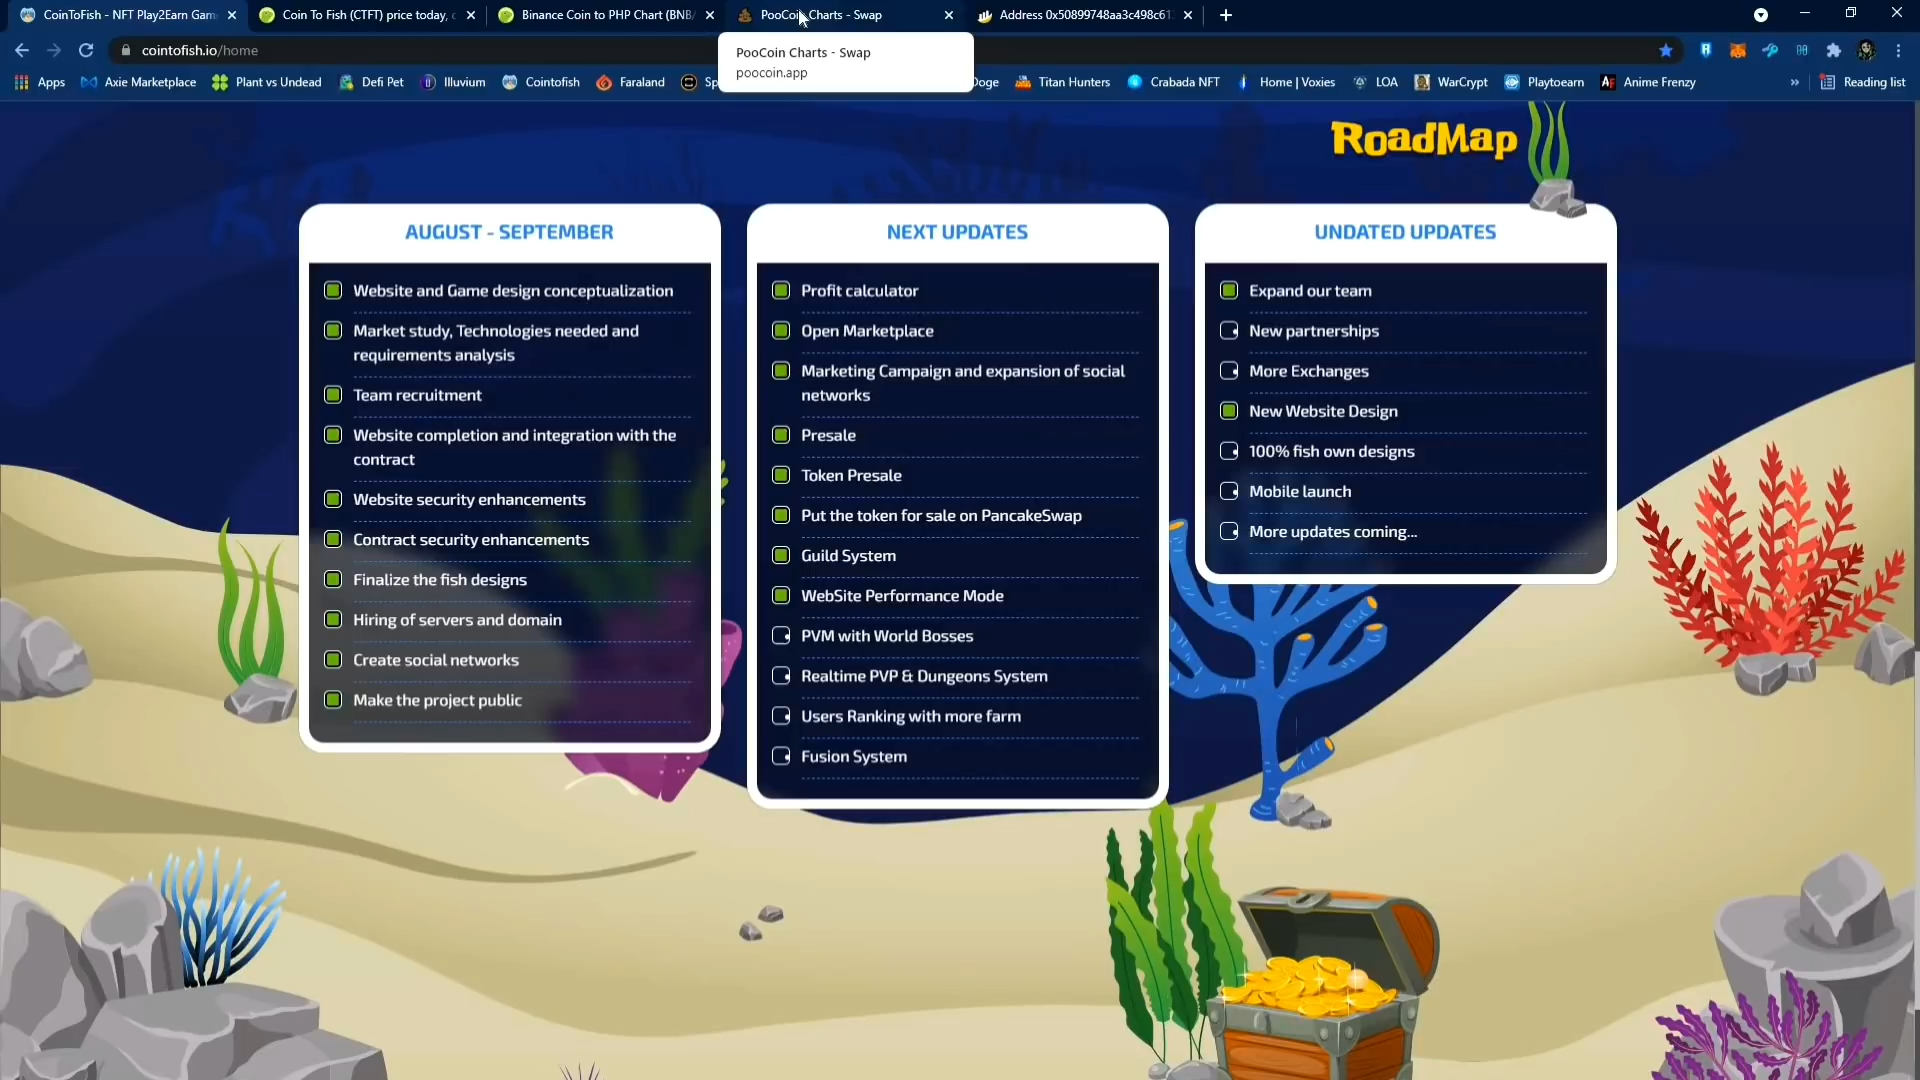 CoinToFish - NFT Play2Earn Gam
Coin To Fish (CTFT) price today,
Binance Coin to PHP Chart (BNB/
PooCoin Charts - Swap
Address 0x50899748aa3c498c61
cointofish.io/home
PooCoin Charts - Swap
poocoin.app
Apps
Axie Marketplace
Plant vs Undead
Defi Pet
Illuvium
Cointofish
Faraland
Sp
Doge
Titan Hunters
Crabada NFT
Home | Voxies
LOA
WarCrypt
Playtoearn
Anime Frenzy
»
Reading list
RoadMap
AUGUST - SEPTEMBER
Website and Game design conceptualization
Market study, Technologies needed and
requirements analysis
Team recruitment
Website completion and integration with the
contract
Website security enhancements
Contract security enhancements
Finalize the fish designs
Hiring of servers and domain
Create social networks
Make the project public
NEXT UPDATES
Profit calculator
Open Marketplace
Marketing Campaign and expansion of social
networks
Presale
Token Presale
Put the token for sale on PancakeSwap
Guild System
WebSite Performance Mode
PVM with World Bosses
Realtime PVP & Dungeons System
Users Ranking with more farm
Fusion System
UNDATED UPDATES
Expand our team
New partnerships
More Exchanges
New Website Design
100% fish own designs
Mobile launch
More updates coming...